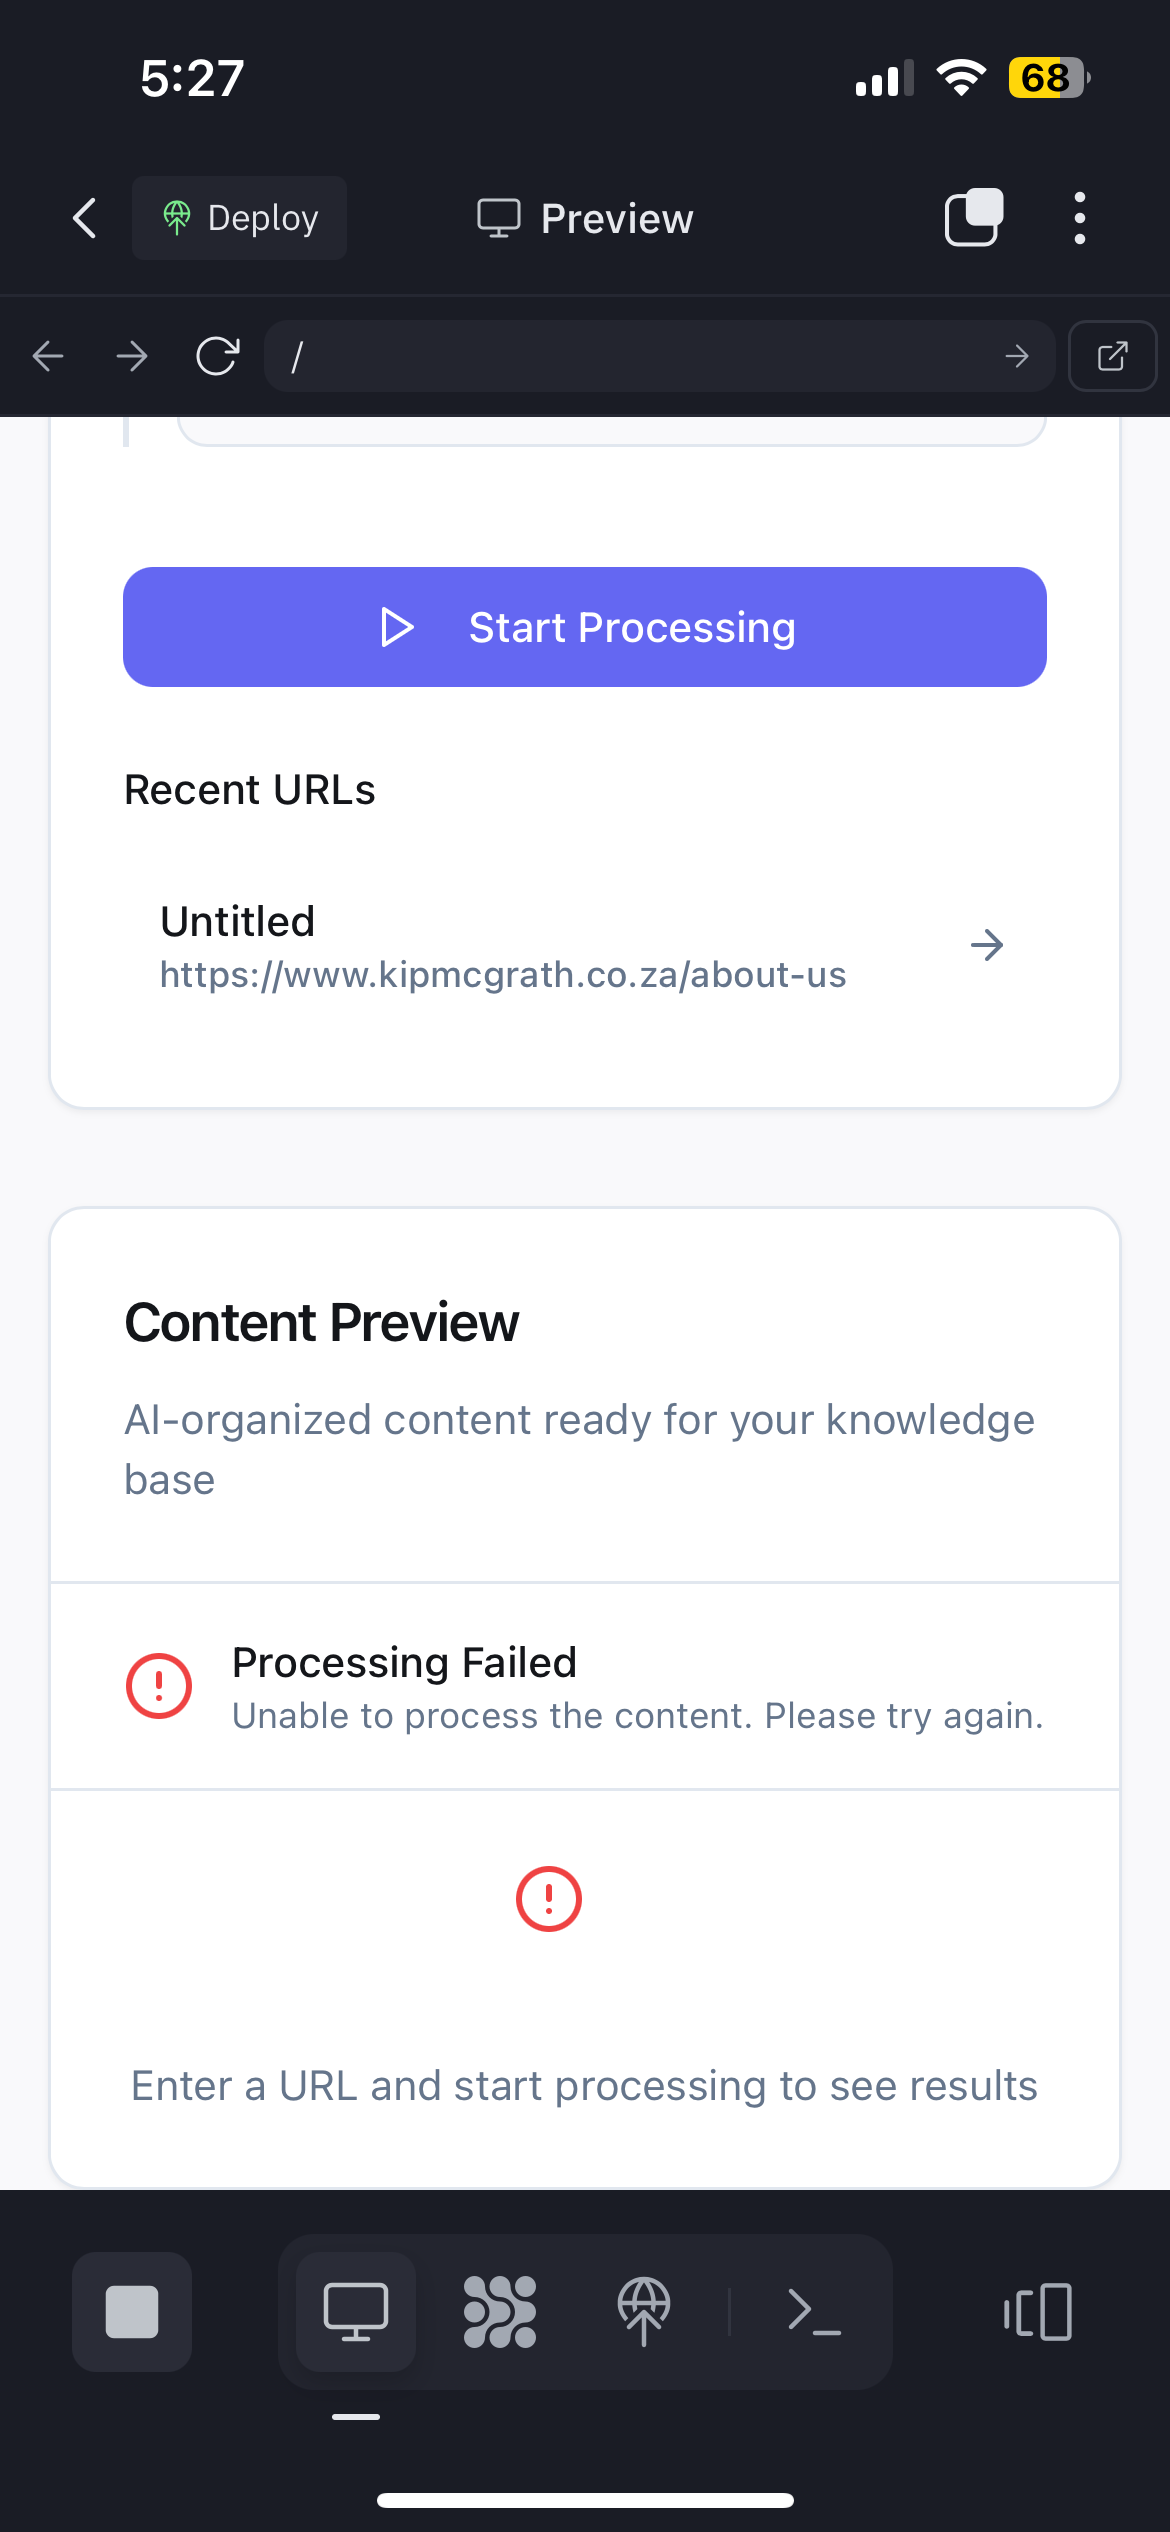 5:27
68
Deploy
Preview
/
Start Processing
Recent URLs
Untitled
https://www.kipmcgrath.co.za/about-us
Content Preview
AI-organized content ready for your knowledge
base
Processing Failed
Unable to process the content. Please try again.
Enter a URL and start processing to see results